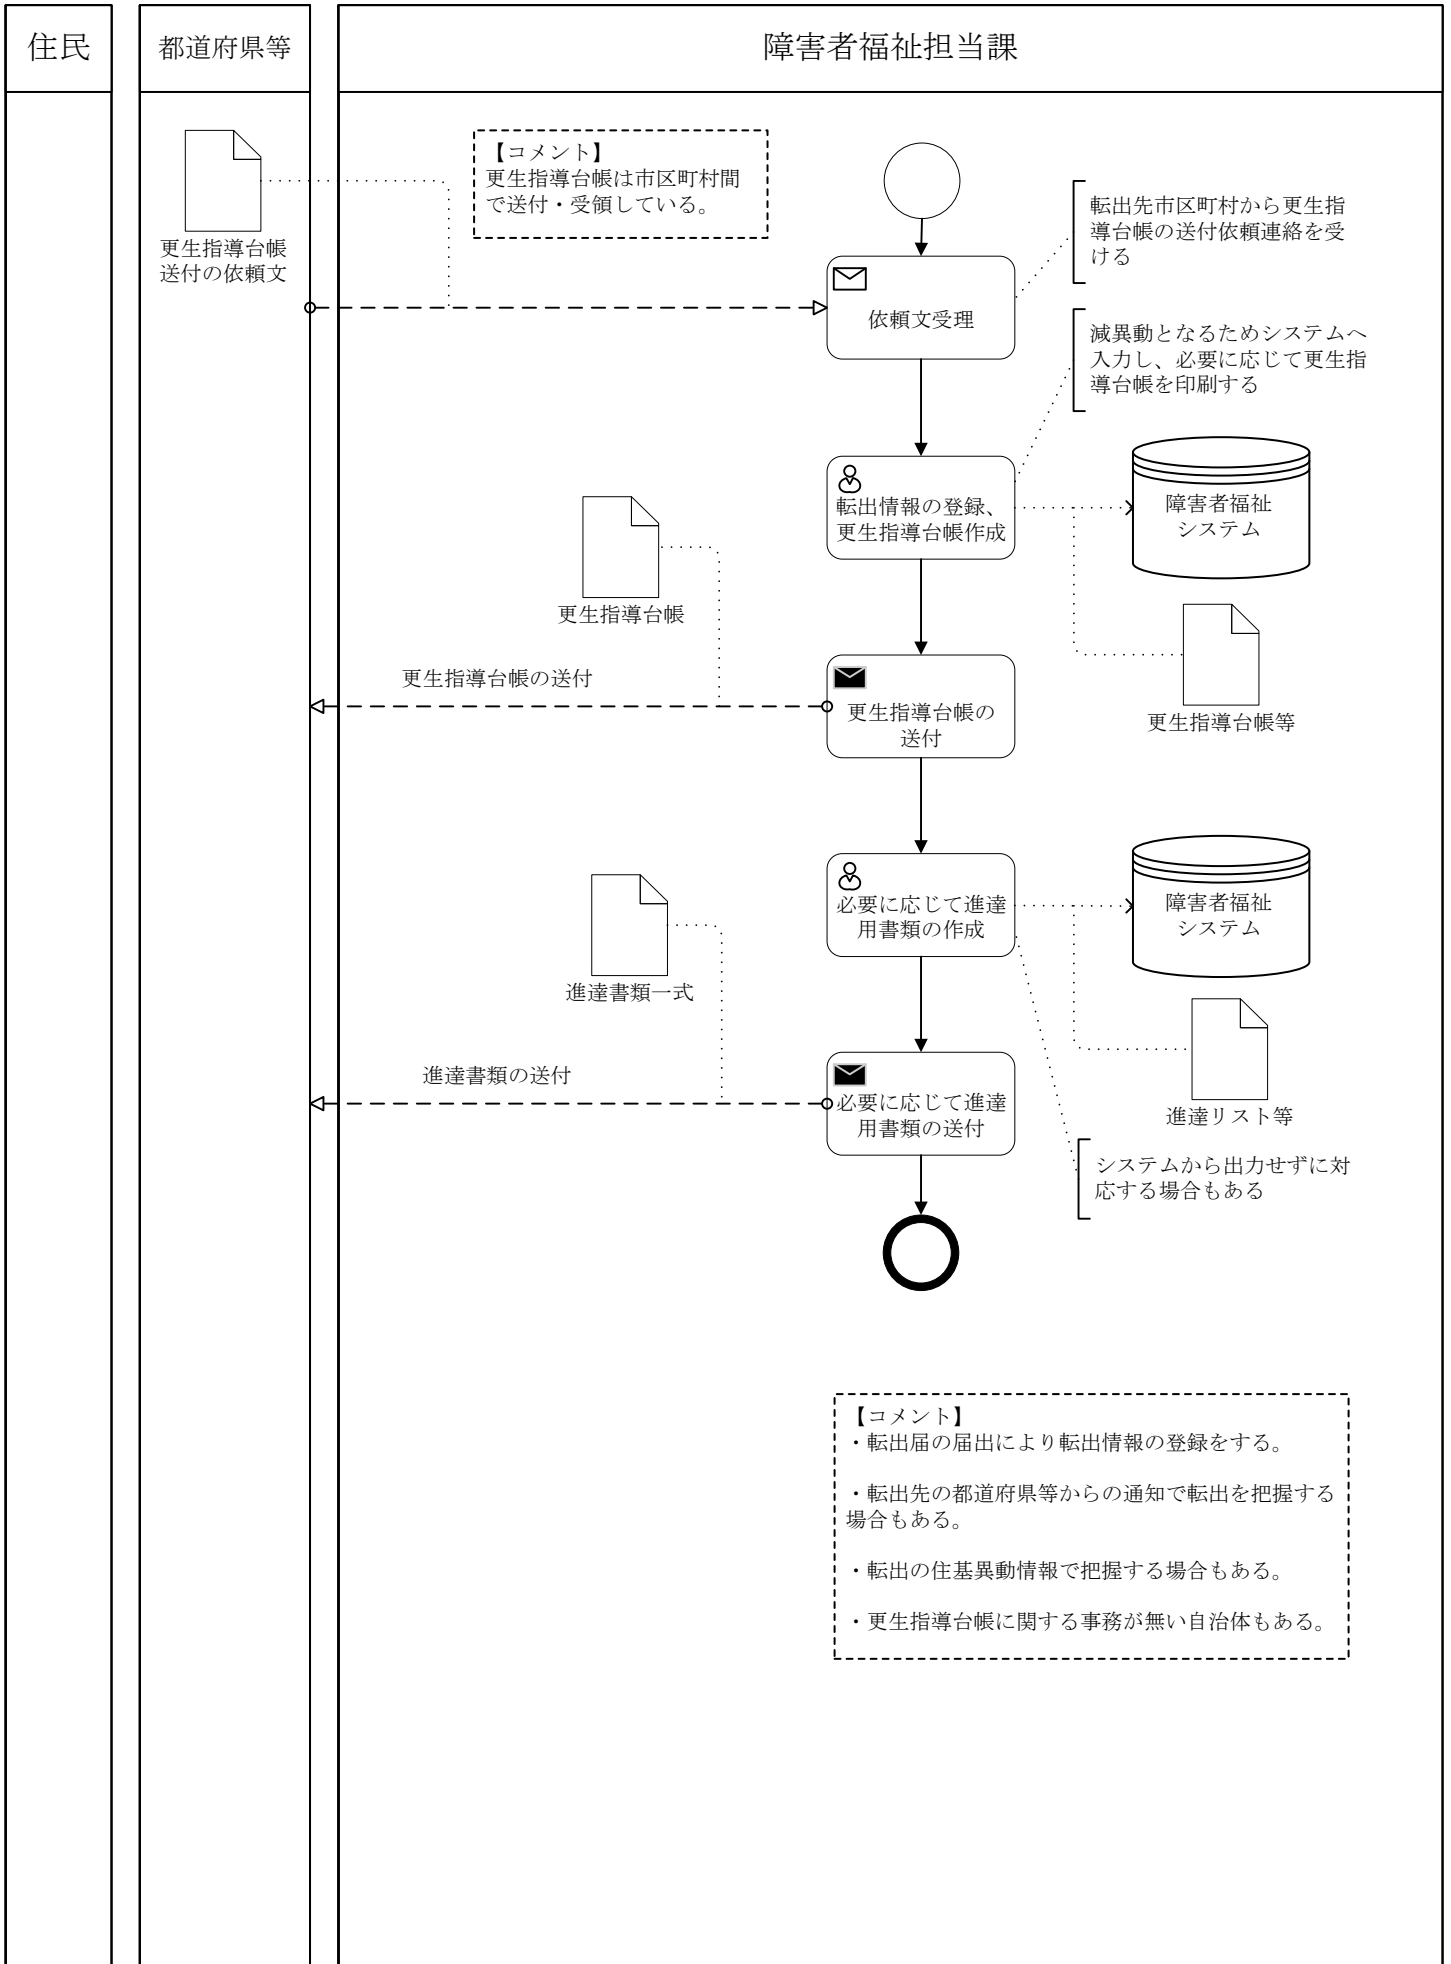 住民
都道府県等
障害者福祉担当課
更生指導台帳
送付の依頼文
【コメント】
更生指導台帳は市区町村間
で送付・受領している。
転出先市区町村から更生指
導台帳の送付依頼連絡を受
ける
依頼文受理
減異動となるためシステムへ
入力し、必要に応じて更生指
導台帳を印刷する
転出情報の登録、
更生指導台帳作成
障害者福祉
システム
更生指導台帳
更生指導台帳等
更生指導台帳の送付
更生指導台帳の
送付
必要に応じて進達
用書類の作成
障害者福祉
システム
進達書類一式
進達リスト等
進達書類の送付
必要に応じて進達
用書類の送付
システムから出力せずに対
応する場合もある
【コメント】
・転出届の届出により転出情報の登録をする。
・転出先の都道府県等からの通知で転出を把握する
場合もある。
・転出の住基異動情報で把握する場合もある。
・更生指導台帳に関する事務が無い自治体もある。